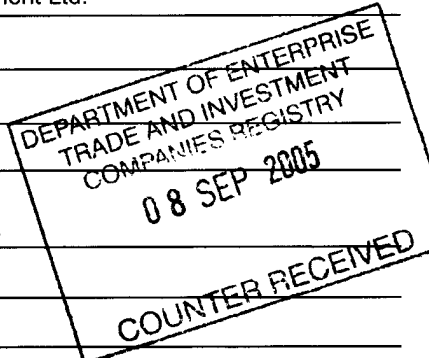 ment Ltd.
DEPARTMENT OF ENTERPRISE
TRADE AND INVESTMENT
COMPANIES REGISTRY
08 SEP 2005
COUNTER RECEIVED